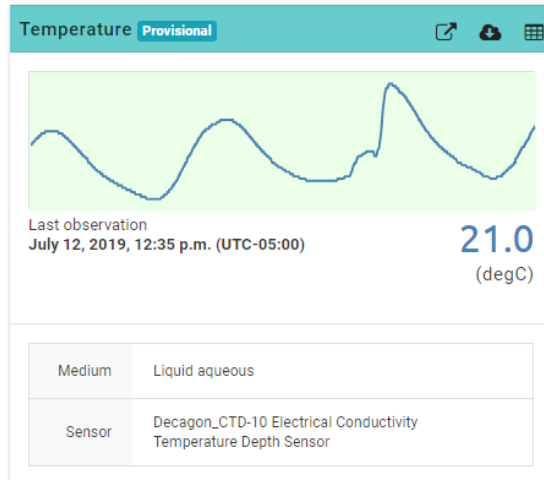 Temperature Provisional
Last observation
July 12, 2019, 12:35 p.m. (UTC-05:00)
21.0
(degC)
Medium Liquid aqueous
Sensor Decagon_CTD-10 Electrical Conductivity
Temperature Depth Sensor